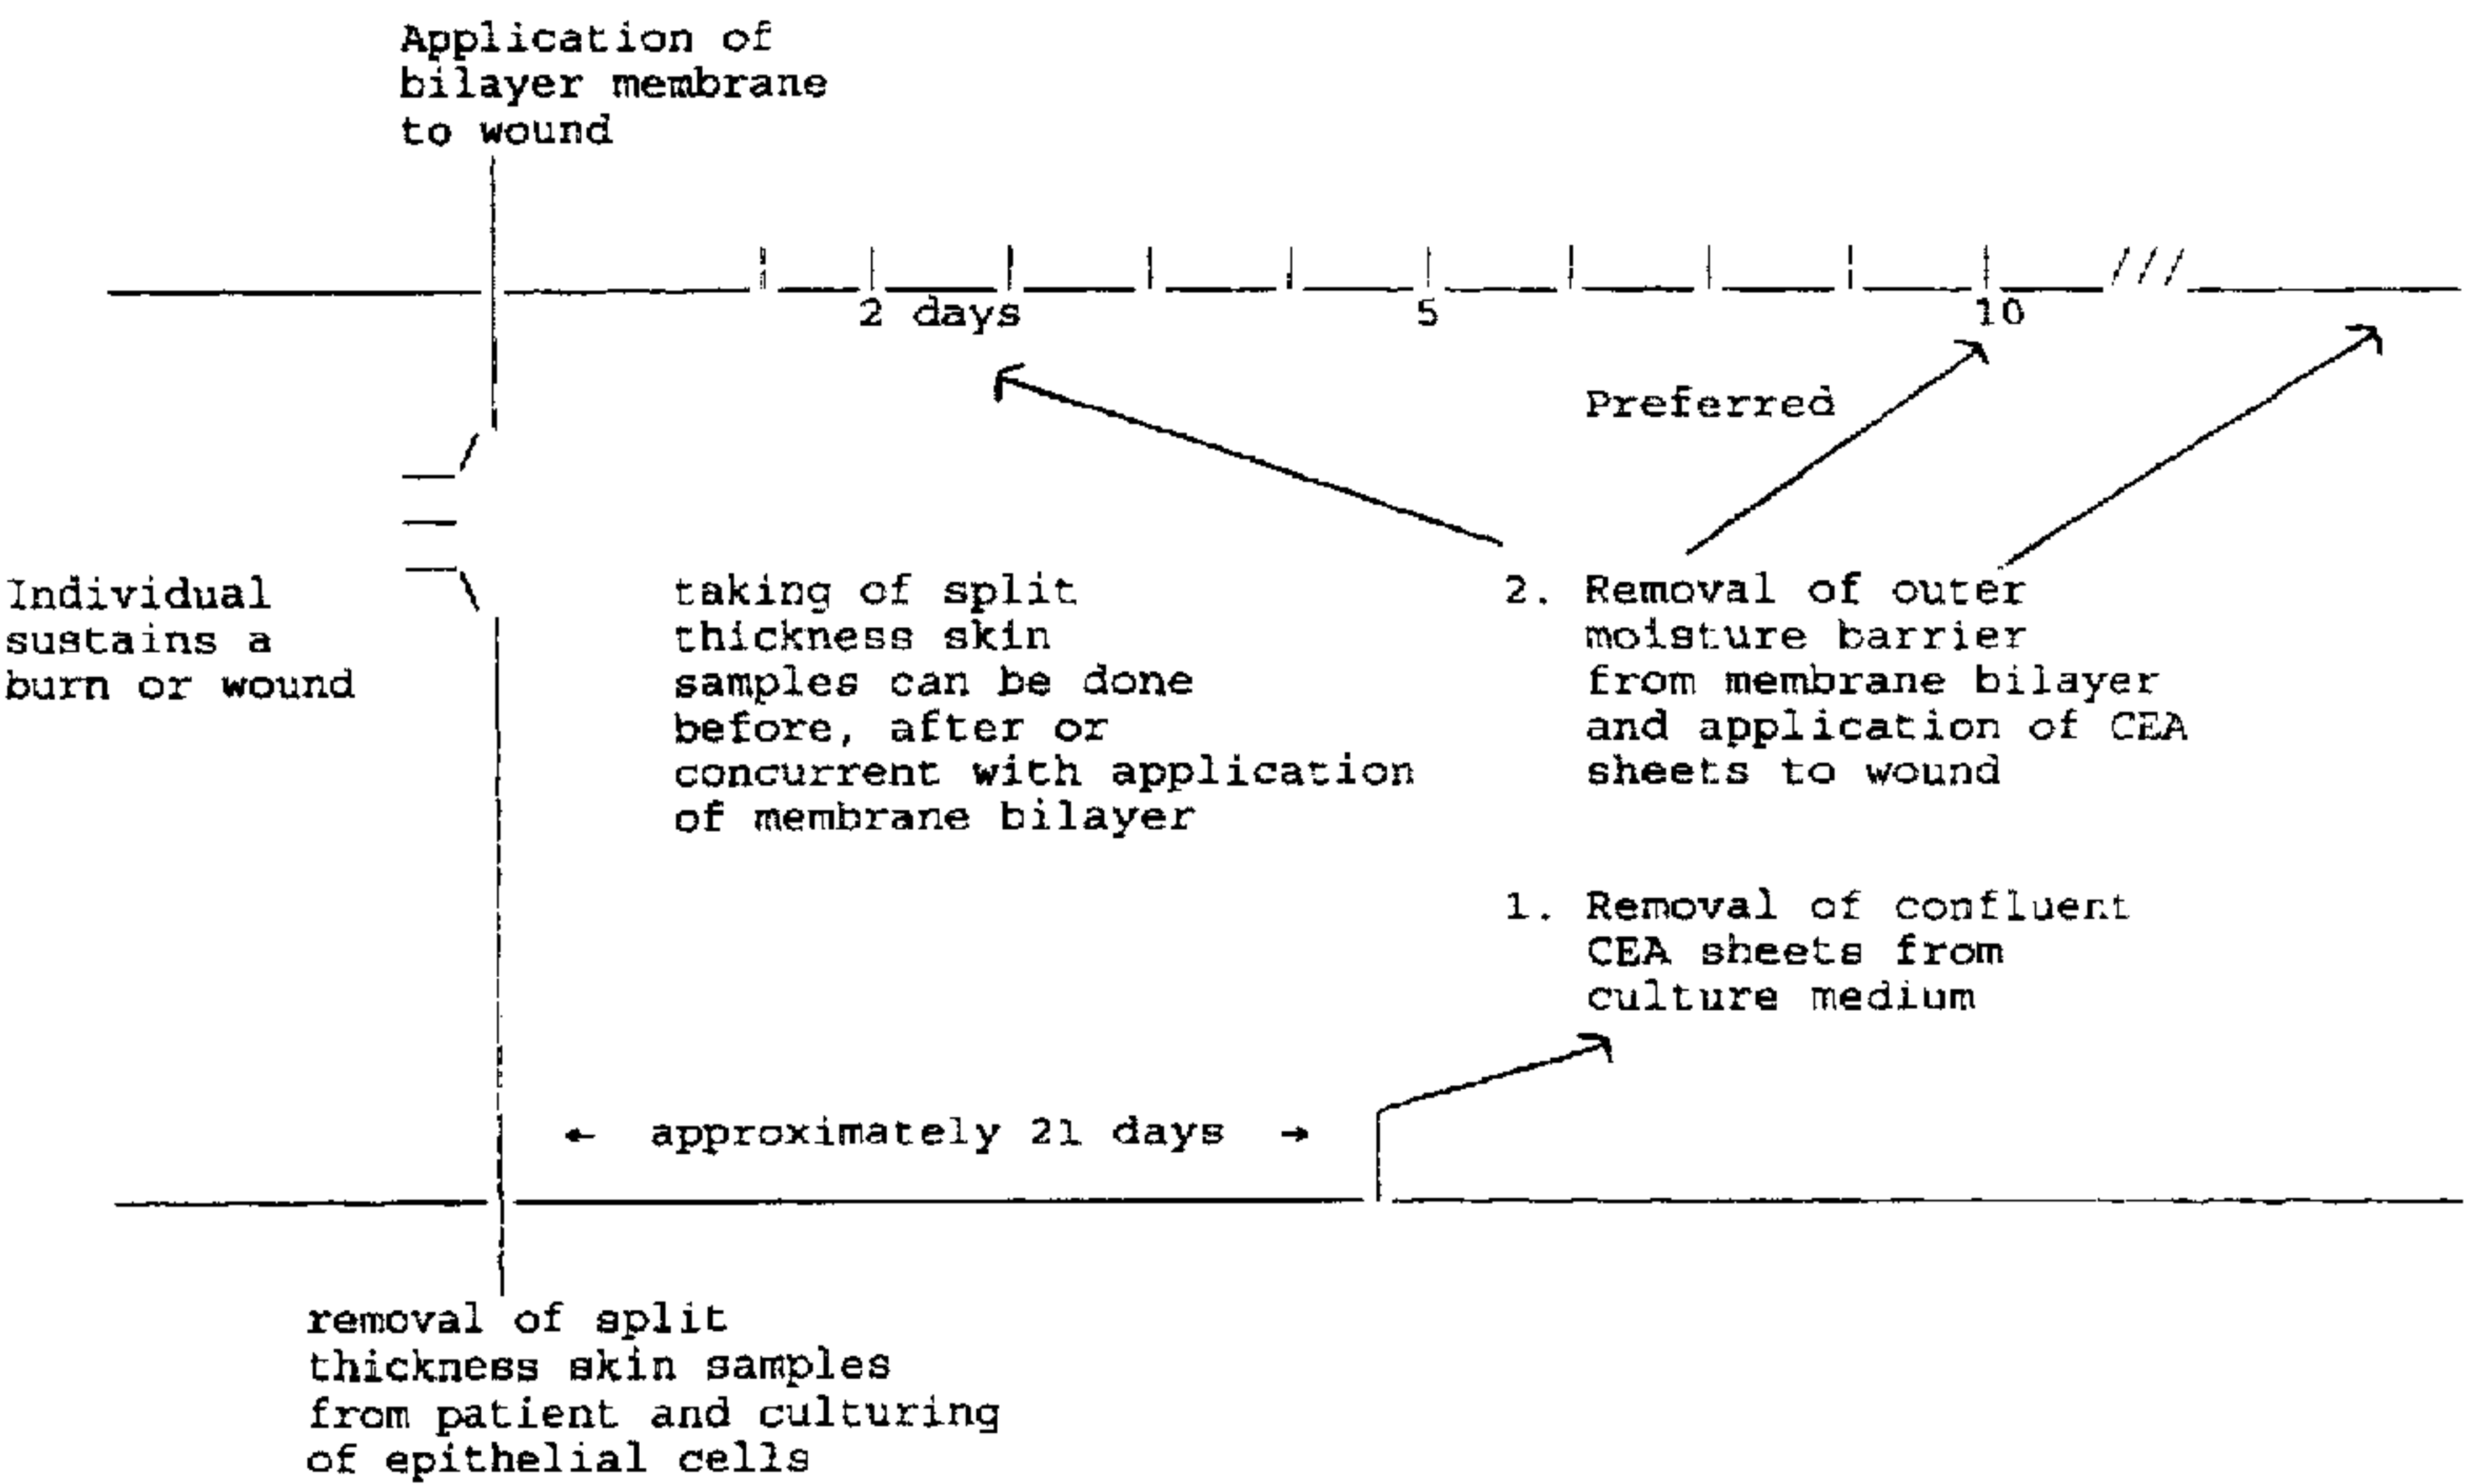 Application of
bilayer membrane
to wound
2 days
5
10
Preferred
Individual
sustains a
burn or wound
taking of split
thickness skin
samples can be done
before, after or
concurrent with application
of membrane bilayer
2. Removal of outer
moisture barrier
from membrane bilayer
and application of CEA
sheets to wound
1. Removal of confluent
CEA sheets from
culture medium
← approximately 21 days →
removal of split
thickness skin samples
from patient and culturing
of epithelial cells